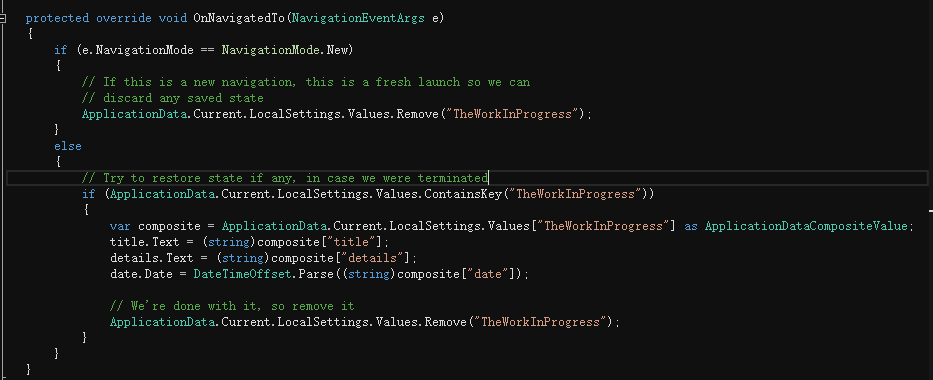 protected override void OnNavigatedTo(NavigationEventArgs e)
{
if (e.NavigationMode == NavigationMode.New)
{
// If this is a new navigation, this is a fresh launch so we can
// discard any saved state
ApplicationData.Current.LocalSettings.Values.Remove("TheWorkInProgress");
}
else
{
// Try to restore state if any, in case we were terminated
if (ApplicationData.Current.LocalSettings.Values.ContainsKey("TheWorkInProgress"))
{
var composite = ApplicationData.Current.LocalSettings.Values["TheWorkInProgress"] as ApplicationDataCompositeValue;
title.Text = (string)composite["title"];
details.Text = (string)composite["details"];
date.Date = DateTimeOffset.Parse((string)composite["date"]);
// We're done with it, so remove it
ApplicationData.Current.LocalSettings.Values.Remove("TheWorkInProgress");
}
}
}